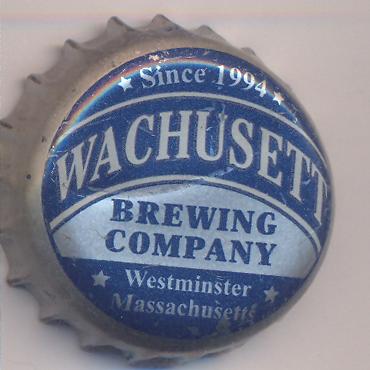 Since 1994
WACHUSETT
BREWING
COMPANY
Westminster
Massachusetts